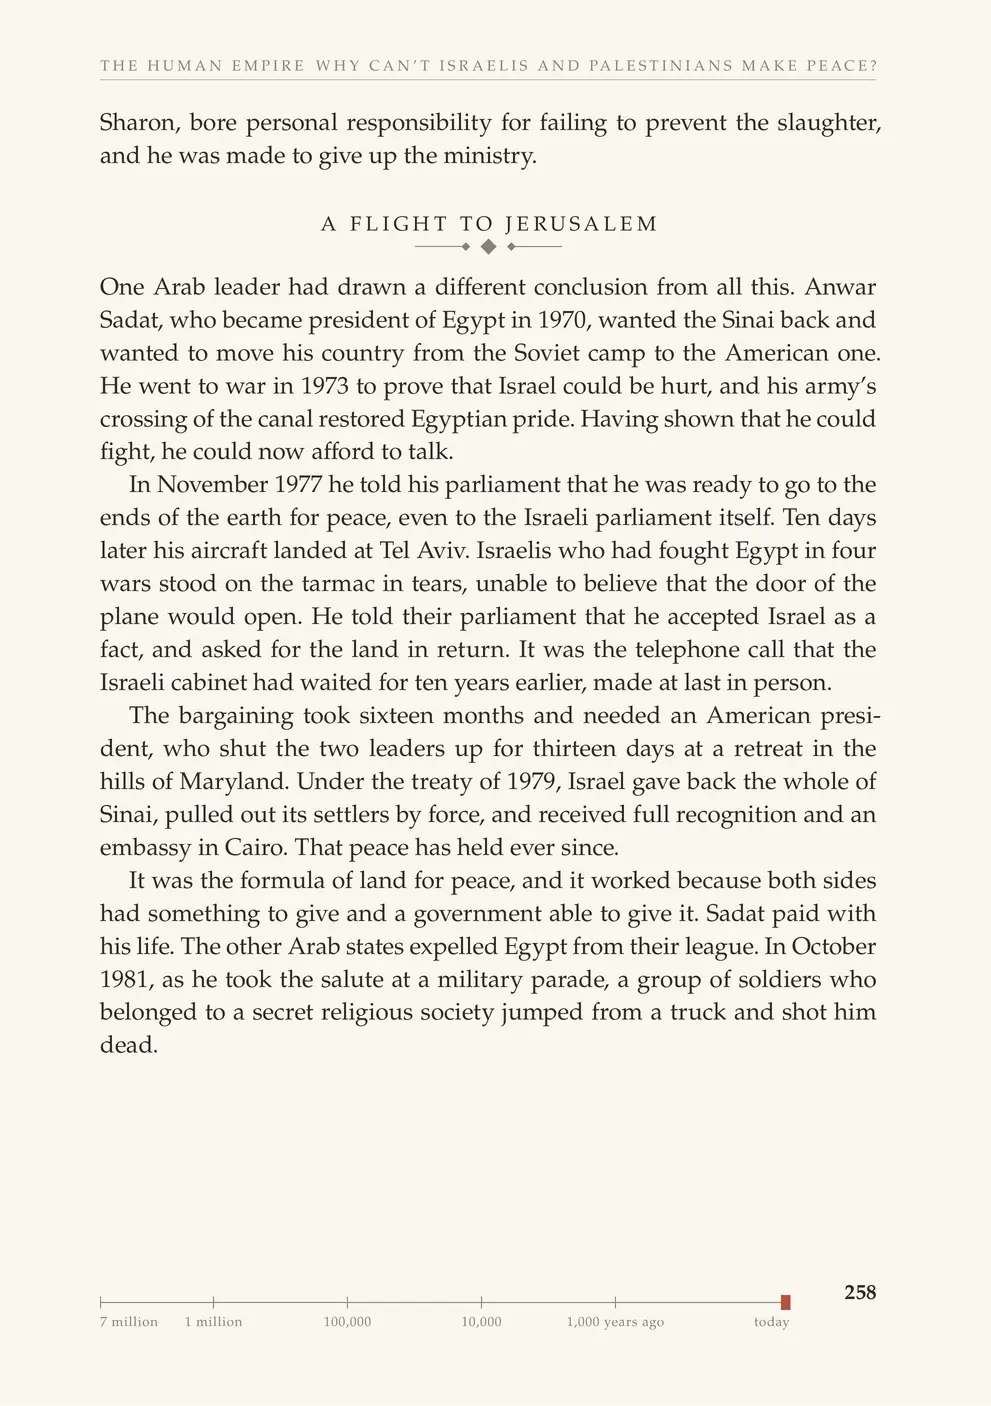 THE HUMAN EMPIRE WHY CAN’T ISRAELIS AND PALESTINIANS MAKE PEACE?
Sharon, bore personal responsibility for failing to prevent the slaughter,
and he was made to give up the ministry.
A FLIGHT TO JERUSALEM
One Arab leader had drawn a different conclusion from all this. Anwar
Sadat, who became president of Egypt in 1970, wanted the Sinai back and
wanted to move his country from the Soviet camp to the American one.
He went to war in 1973 to prove that Israel could be hurt, and his army’s
crossing of the canal restored Egyptian pride. Having shown that he could
fight, he could now afford to talk.
In November 1977 he told his parliament that he was ready to go to the
ends of the earth for peace, even to the Israeli parliament itself. Ten days
later his aircraft landed at Tel Aviv. Israelis who had fought Egypt in four
wars stood on the tarmac in tears, unable to believe that the door of the
plane would open. He told their parliament that he accepted Israel as a
fact, and asked for the land in return. It was the telephone call that the
Israeli cabinet had waited for ten years earlier, made at last in person.
The bargaining took sixteen months and needed an American presi-
dent, who shut the two leaders up for thirteen days at a retreat in the
hills of Maryland. Under the treaty of 1979, Israel gave back the whole of
Sinai, pulled out its settlers by force, and received full recognition and an
embassy in Cairo. That peace has held ever since.
It was the formula of land for peace, and it worked because both sides
had something to give and a government able to give it. Sadat paid with
his life. The other Arab states expelled Egypt from their league. In October
1981, as he took the salute at a military parade, a group of soldiers who
belonged to a secret religious society jumped from a truck and shot him
dead.
258
7 million 1 million 100,000 10,000 1,000 years ago today